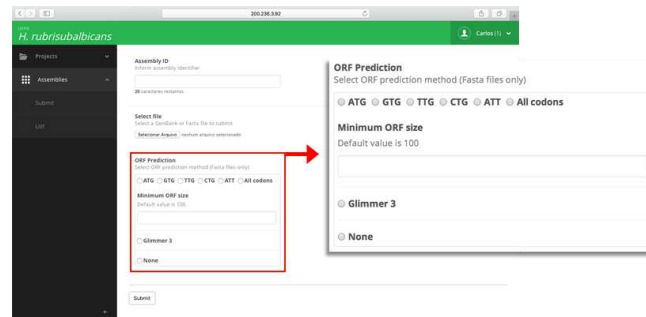 200.238.3.92
H. rubrisubalbicans
Carlos (1)
Projects
Assemblies
Submit
List
Assembly ID
Inform assembly identifier
20 caracteres restantes
Select file
Select a GenBank or Fasta file to submit
Selecionar Arquivo nenhum arquivo selecionado
ORF Prediction
Select ORF prediction method (Fasta files only)
ATG GTG TTG CTG ATT All codons
Minimum ORF size
Default value is 100
Glimmer 3
None
Submit
ORF Prediction
Select ORF prediction method (Fasta files only)
ATG GTG TTG CTG ATT All codons
Minimum ORF size
Default value is 100
Glimmer 3
None